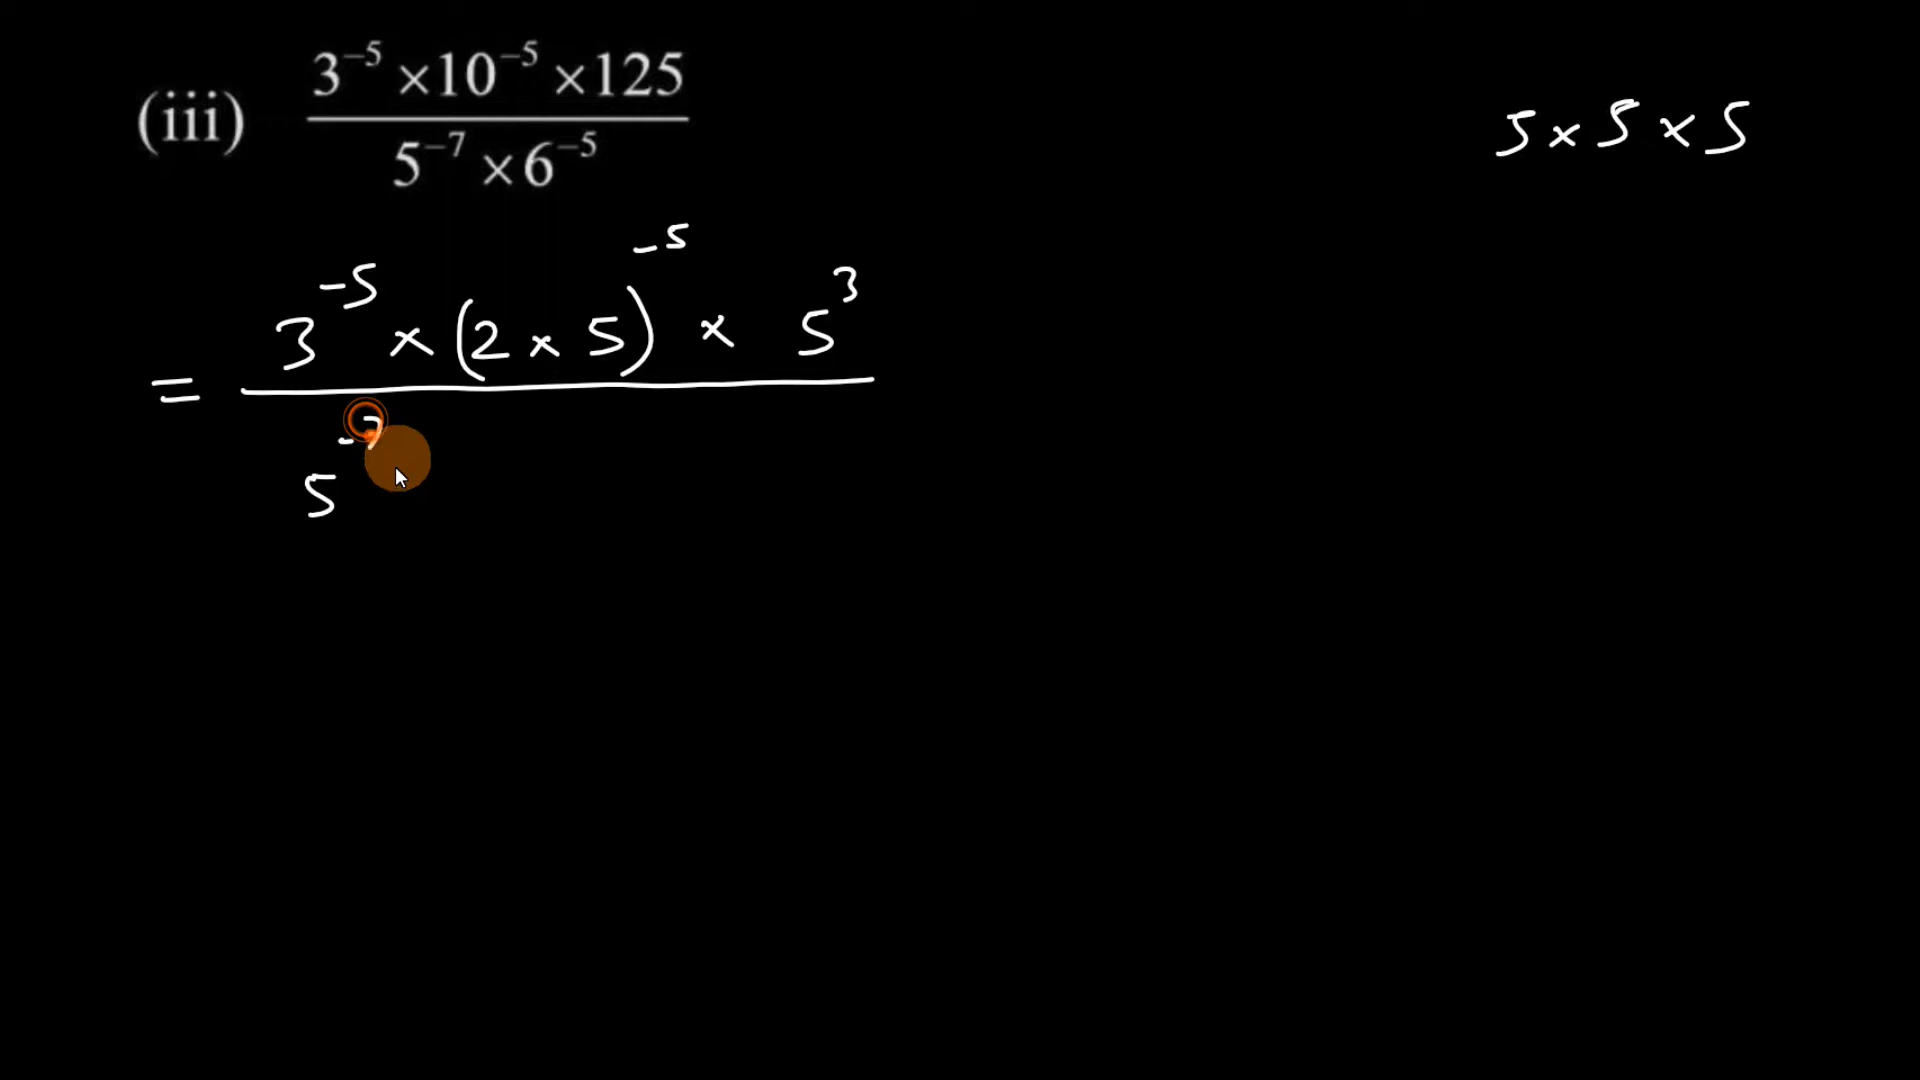 (iii) 3⁻⁵ ×10⁻⁵ ×125
5⁻⁷ ×6⁻⁵
5 × 5 × 5
= 3⁻⁵ × (2 × 5)⁻⁵ × 5³
5⁻⁷